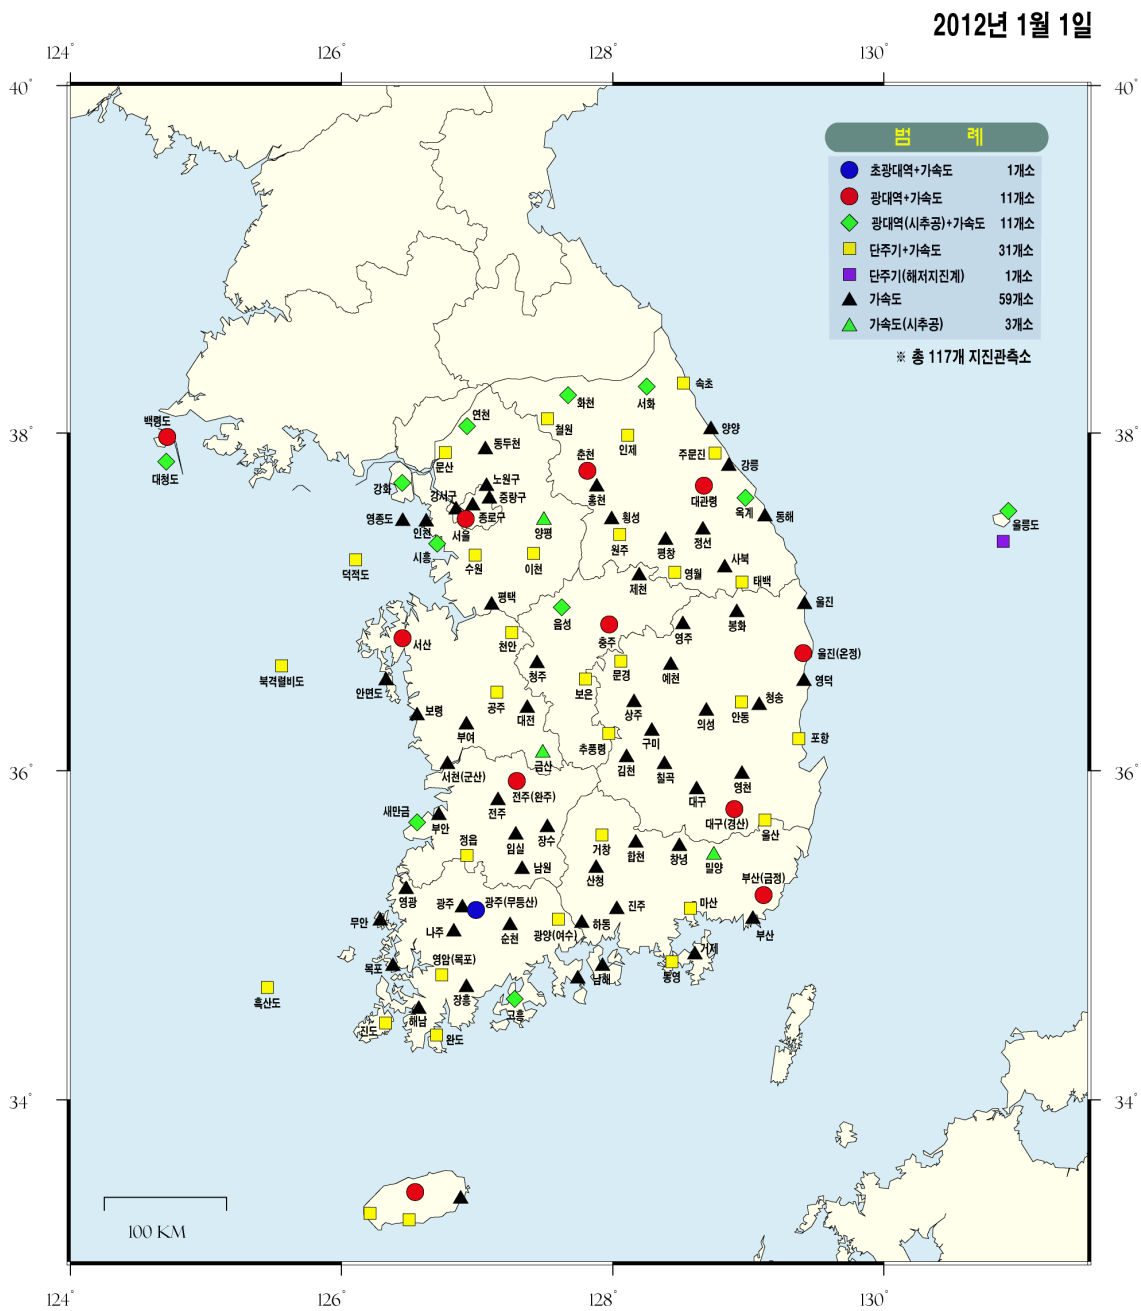 2012년 1월 1일
124° 126° 128° 130°
40° 40°
범 례
초광대역+가속도 1개소
광대역+가속도 11개소
광대역(시추공)+가속도 11개소
단주기+가속도 31개소
단주기(해저지진계) 1개소
가속도 59개소
가속도(시추공) 3개소
※ 총 117개 지진관측소
속초
화천 서화
백령도 연천 철원 양양
38° 38°
동두천 인제
문산 춘천 주문진 강릉
대청도
강화 노원구 홍천 대관령
강서구 중랑구 옥계
영종도 인천 종로구 횡성 동해 울릉도
서울 양평 원주 정선
시흥 평창
수원 이천 사북
덕적도 영월 태백
제천
평택 울진
음성 봉화
서산 천안 충주 영주
울진(온정)
북격렬비도 안면도 청주 문경 예천 영덕
보은 청송
공주 대전 상주 의성 안동
보령 부여 구미 포항
추풍령
36° 36°
서천(군산) 금산 김천 칠곡 영천
전주(완주) 대구
새만금 전주
부안 대구(경산) 울산
정읍 임실 장수 거창 합천 창녕
밀양
남원 산청 부산(금정)
영광 광주 광주(무등산) 진주 마산
무안 나주 순천 광양(여수) 하동 부산
거제
목포 영암(목포) 남해 통영
흑산도 장흥 고흥
진도 해남 완도
34° 34°
100 KM
124° 126° 128° 130°